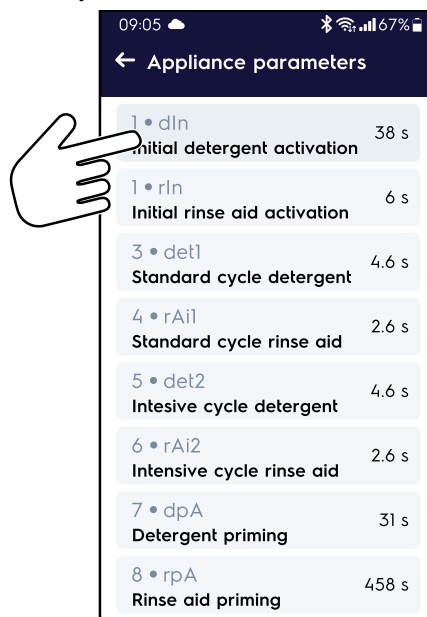 09:05 67%
← Appliance parameters
1 • dIn
Initial detergent activation 38 s
1 • rIn
Initial rinse aid activation 6 s
3 • det1
Standard cycle detergent 4.6 s
4 • rAi1
Standard cycle rinse aid 2.6 s
5 • det2
Intesive cycle detergent 4.6 s
6 • rAi2
Intensive cycle rinse aid 2.6 s
7 • dpA
Detergent priming 31 s
8 • rpA
Rinse aid priming 458 s